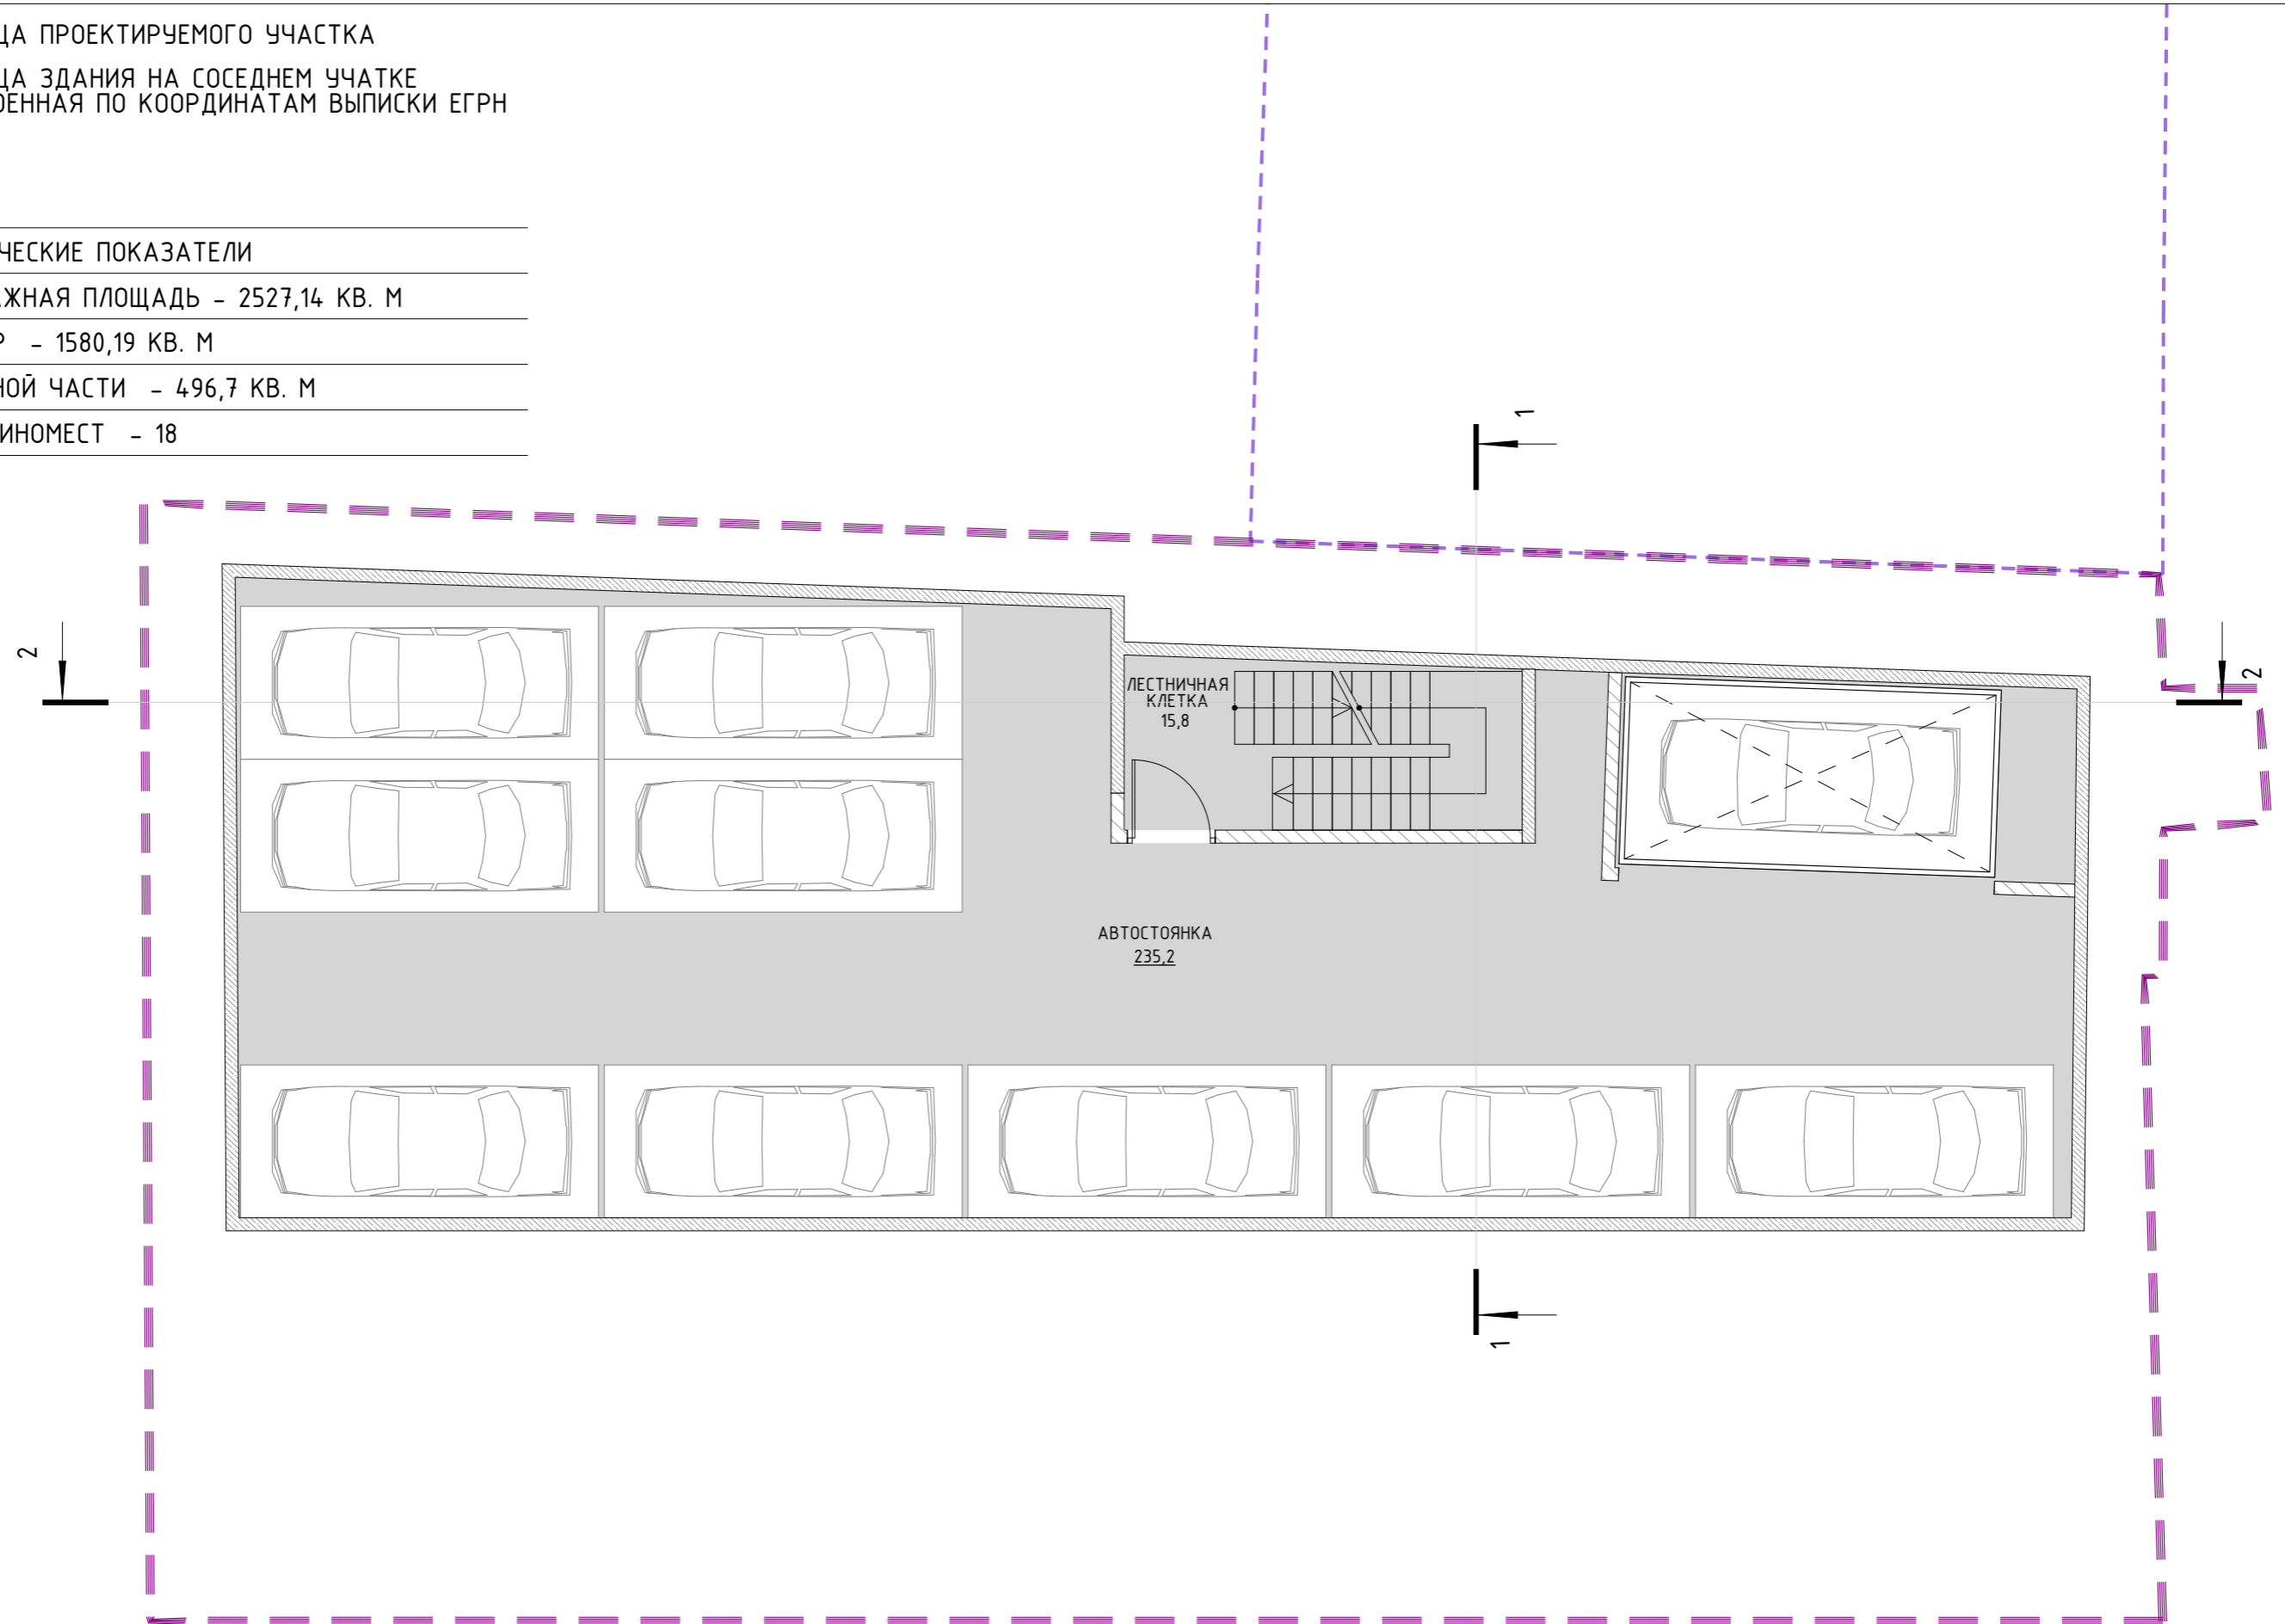 ЦА ПРОЕКТИРУЕМОГО УЧАСТКА
ЦА ЗДАНИЯ НА СОСЕДНЕМ УЧАТКЕ
ОЕННАЯ ПО КООРДИНАТАМ ВЫПИСКИ ЕГРН
ЧЕСКИЕ ПОКАЗАТЕЛИ
АЖНАЯ ПЛОЩАДЬ - 2527,14 КВ. М
Р - 1580,19 КВ. М
НОЙ ЧАСТИ - 496,7 КВ. М
ИНОМЕСТ - 18
1
2
2
ЛЕСТНИЧНАЯ
КЛЕТКА
15,8
АВТОСТОЯНКА
235,2
1